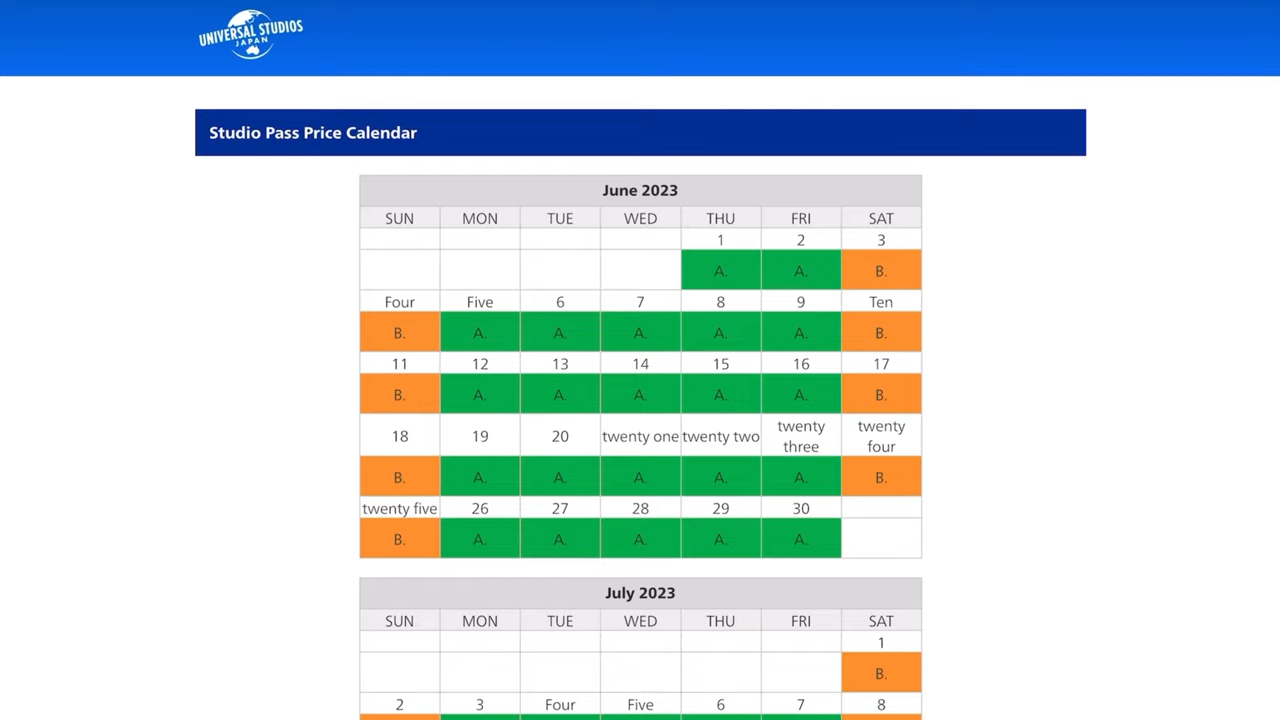 UNIVERSAL STUDIOS
JAPAN
Studio Pass Price Calendar
June 2023
SUN MON TUE WED THU FRI SAT
1 2 3
A. A. B.
Four Five 6 7 8 9 Ten
B. A. A. A. A. A. B.
11 12 13 14 15 16 17
B. A. A. A. A. A. B.
18 19 20 twenty one twenty two twenty three twenty four
B. A. A. A. A. A. B.
twenty five 26 27 28 29 30
B. A. A. A. A. A.
July 2023
SUN MON TUE WED THU FRI SAT
1
B.
2 3 Four Five 6 7 8